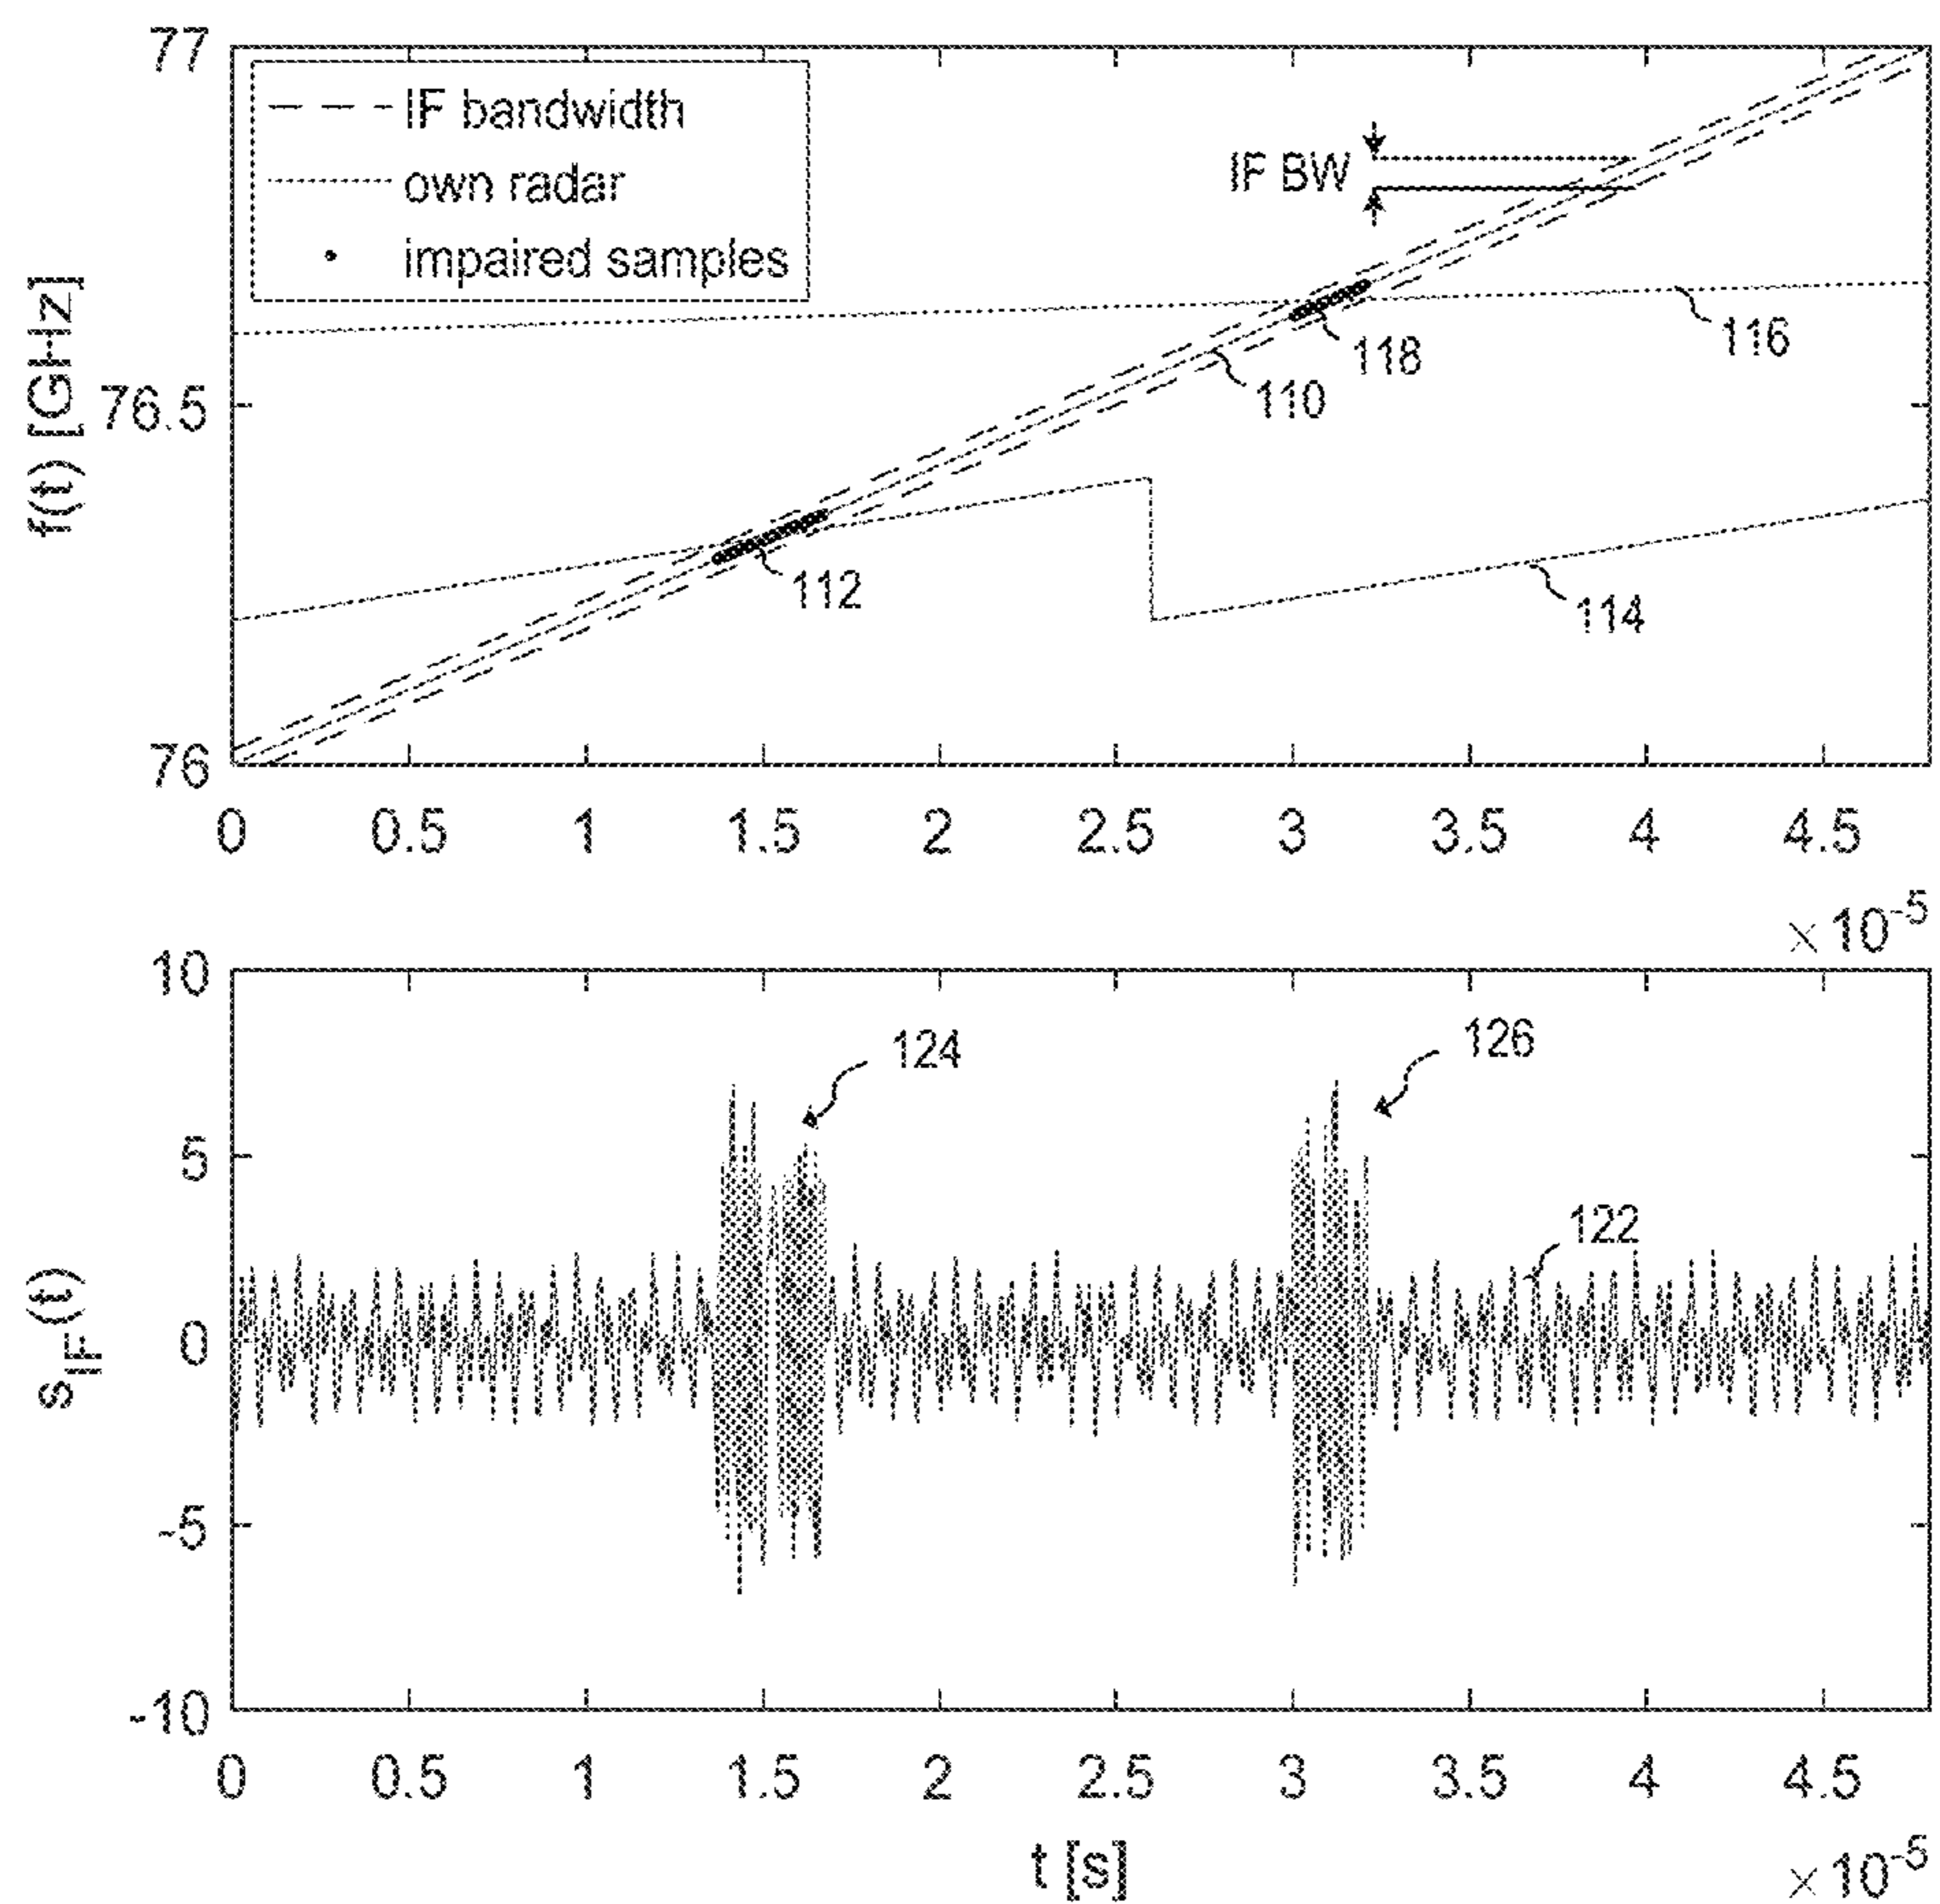 77
IF bandwidth
own radar
impaired samples
IF BW
116
118
110
76.5
f(t) [GHz]
112
114
76
0 0.5 1 1.5 2 2.5 3 3.5 4 4.5
×10-5
10
124
126
5
122
0
sIF(t)
-5
-10
0 0.5 1 1.5 2 2.5 3 3.5 4 4.5
t [s]
×10-5